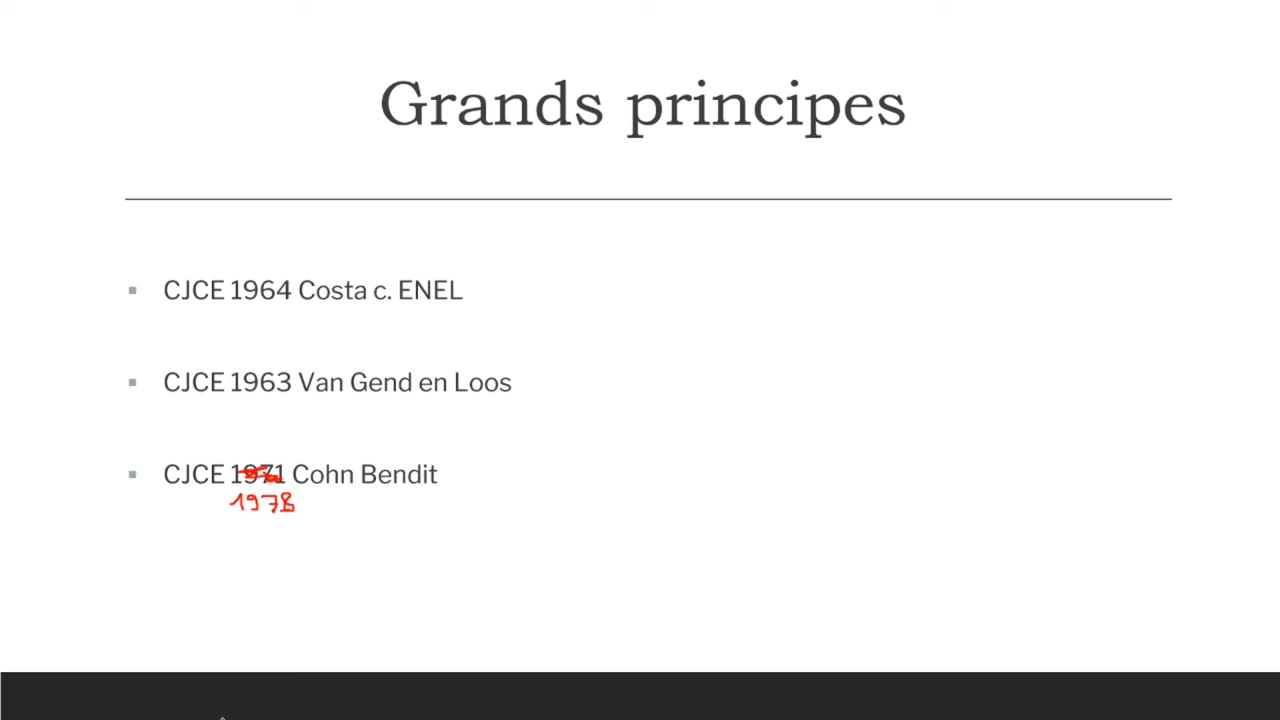 Grands principes
CJCE 1964 Costa c. ENEL
CJCE 1963 Van Gend en Loos
CJCE 1971 Cohn Bendit
1978